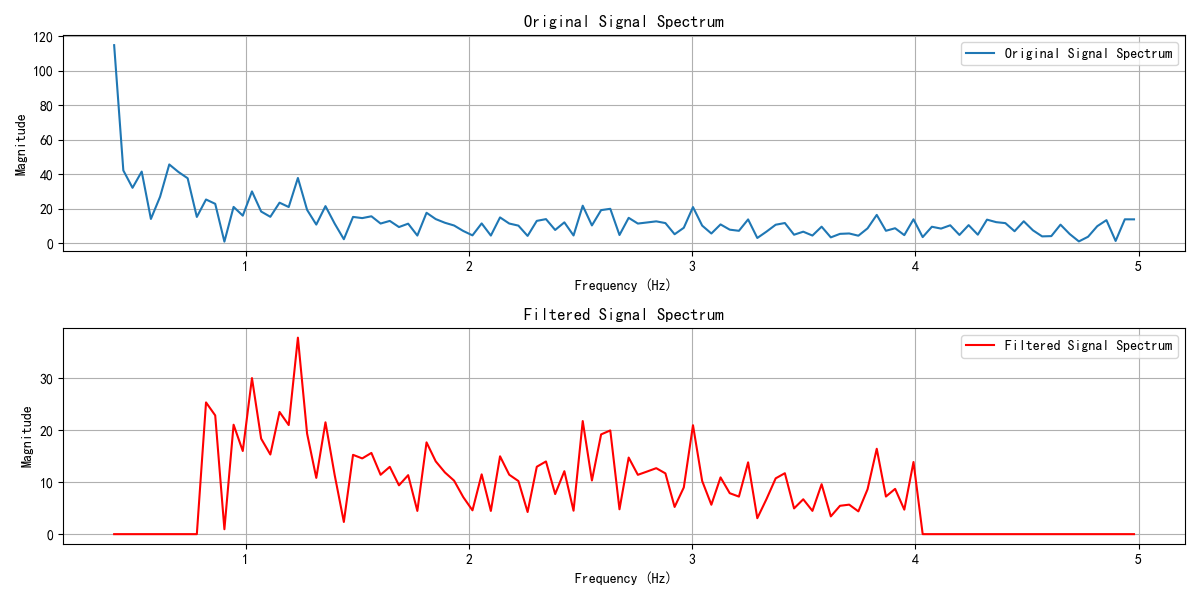 Original Signal Spectrum
120
100
80
60
40
20
0
Magnitude
Original Signal Spectrum
1 2 3 4 5
Frequency (Hz)
Filtered Signal Spectrum
30
20
10
0
Magnitude
Filtered Signal Spectrum
1 2 3 4 5
Frequency (Hz)